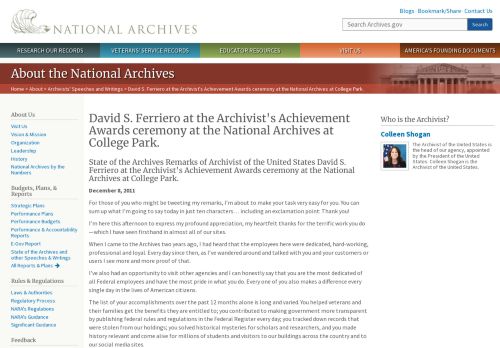 NATIONAL ARCHIVES
Blogs · Bookmark/Share · Contact Us
Search Archives.gov
Search
RESEARCH OUR RECORDS
VETERANS' SERVICE RECORDS
EDUCATOR RESOURCES
VISIT US
AMERICA'S FOUNDING DOCUMENTS
About the National Archives
Home > About > Archivists' Speeches and Writings > David S. Ferriero at the Archivist's Achievement Awards ceremony at the National Archives at College Park.
About Us
Visit Us
Vision & Mission
Organization
Leadership
History
National Archives by the Numbers
Budgets, Plans, & Reports
Strategic Plans
Performance Plans
Performance Budgets
Performance & Accountability Reports
E-Gov Report
State of the Archives and other Speeches & Writings
All Reports & Plans
Rules & Regulations
Laws & Authorities
Regulatory Process
NARA's Regulations
NARA's Guidance
Significant Guidance
Feedback
David S. Ferriero at the Archivist's Achievement
Awards ceremony at the National Archives at
College Park.
State of the Archives Remarks of Archivist of the United States David S.
Ferriero at the Archivist's Achievement Awards ceremony at the National
Archives at College Park.
December 8, 2011
For those of you who might be tweeting my remarks, I'm about to make your task very easy for you. You can
sum up what I'm going to say today in just ten characters… including an exclamation point: Thank you!
I'm here this afternoon to express my profound appreciation, my heartfelt thanks for the terrific work you do
—which I have seen first hand in almost all of our sites.
When I came to the Archives two years ago, I had heard that the employees here were dedicated, hard-working,
professional and loyal. Every day since then, as I've wandered around and talked with you and your customers or
users I see more and more proof of that.
I've also had an opportunity to visit other agencies and I can honestly say that you are the most dedicated of
all Federal employees and have the most pride in what you do. Every one of you also makes a difference every
single day in the lives of American citizens.
The list of your accomplishments over the past 12 months alone is long and varied. You helped veterans and
their families get the benefits they are entitled to; you contributed to making government more transparent
by publishing Federal rules and regulations in the Federal Register every day; you tracked down records that
were stolen from our holdings; you solved historical mysteries for scholars and researchers, and you made
history relevant and come alive for millions of students and visitors to our buildings across the country and to
our social media sites.
Who is the Archivist?
Colleen Shogan
The Archivist of the United States is
the head of our agency, appointed
by the President of the United
States. Colleen Shogan is the
Archivist of the United States.